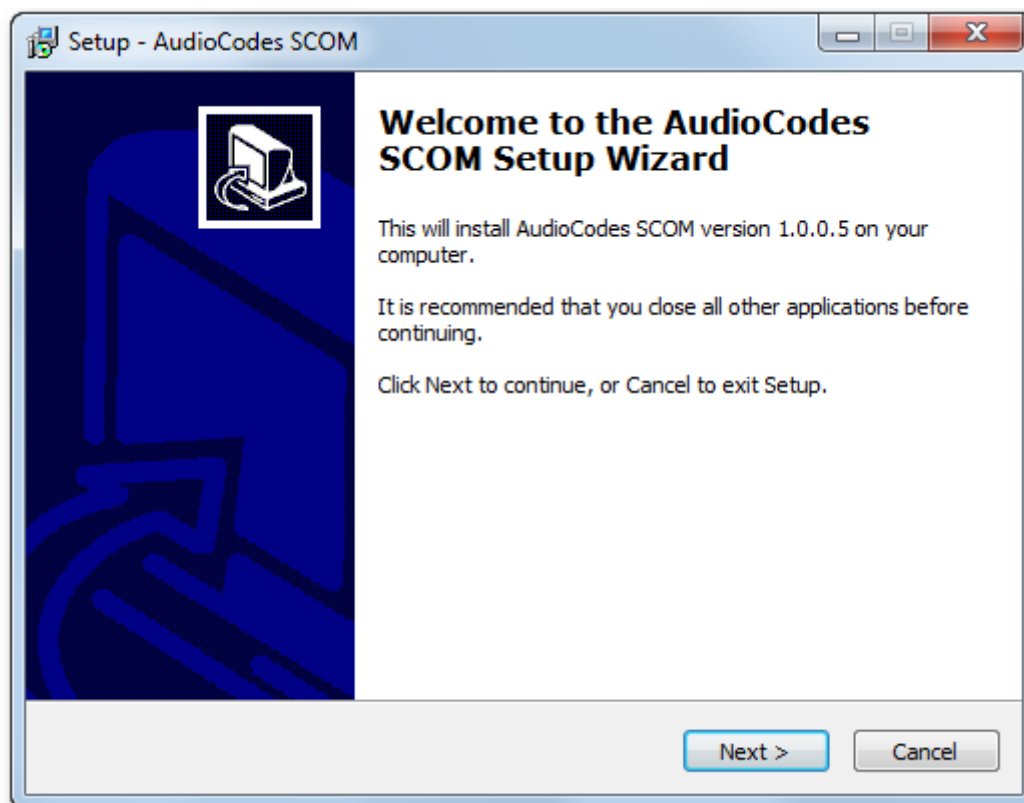 Setup - AudioCodes SCOM
Welcome to the AudioCodes
SCOM Setup Wizard
This will install AudioCodes SCOM version 1.0.0.5 on your
computer.
It is recommended that you close all other applications before
continuing.
Click Next to continue, or Cancel to exit Setup.
Next >
Cancel